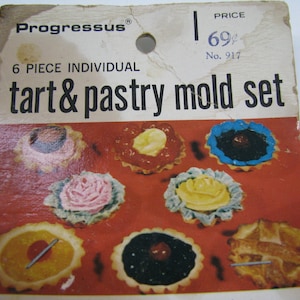 Progressus®
PRICE
69¢
No. 917
6 PIECE INDIVIDUAL
tart & pastry mold set